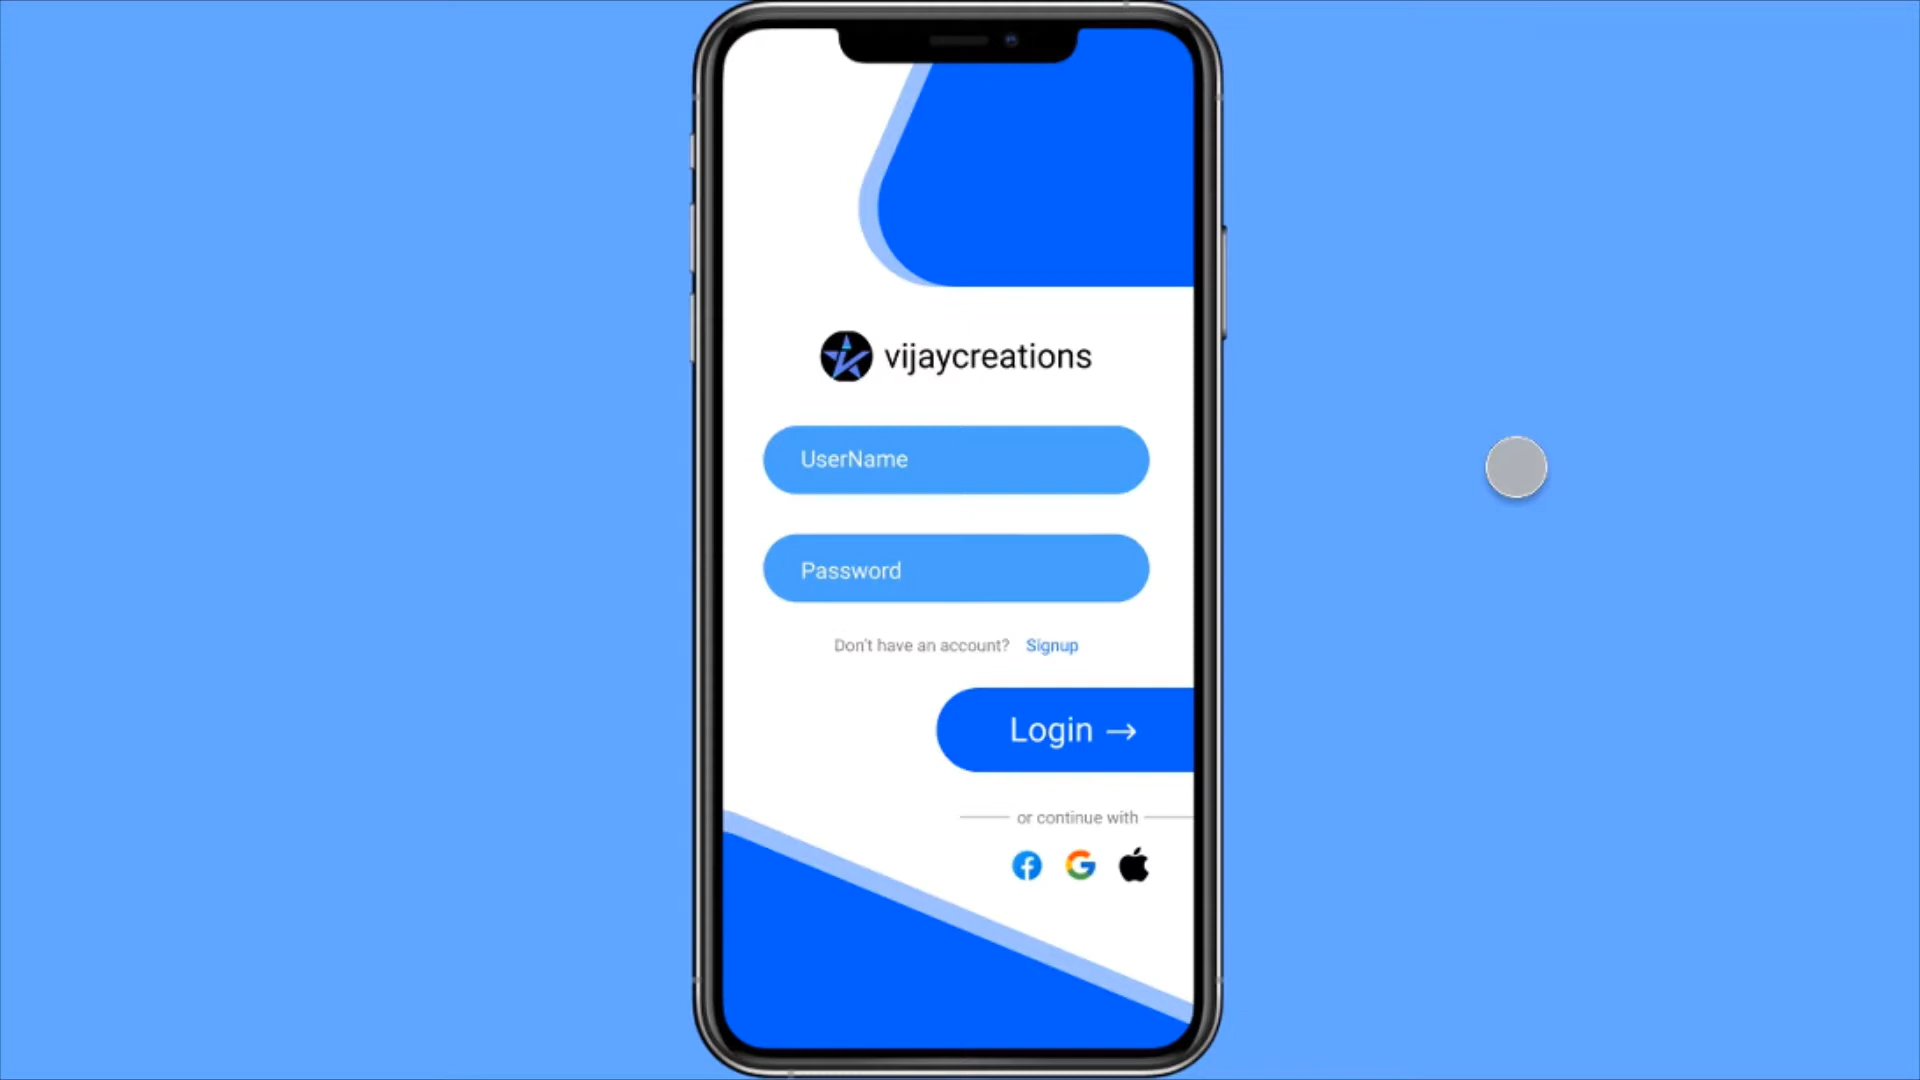 vijaycreations
UserName
Password
Don't have an account? Signup
Login →
or continue with